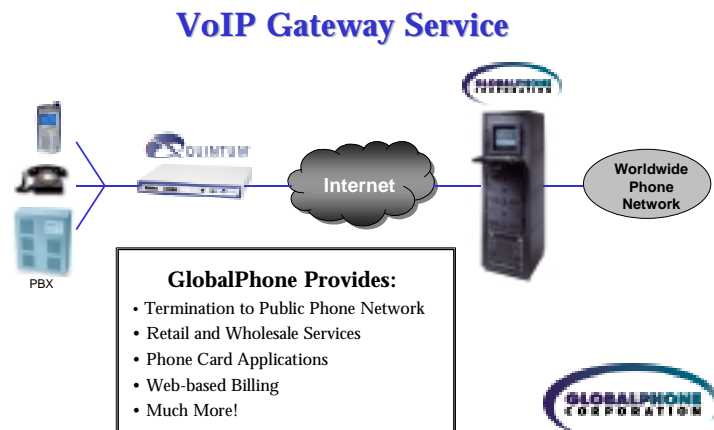 VoIP Gateway Service
GLOBALPHONE
CORPORATION
QUINTUM
Internet
Worldwide
Phone
Network
PBX
GlobalPhone Provides:
• Termination to Public Phone Network
• Retail and Wholesale Services
• Phone Card Applications
• Web-based Billing
• Much More!
GLOBALPHONE
CORPORATION